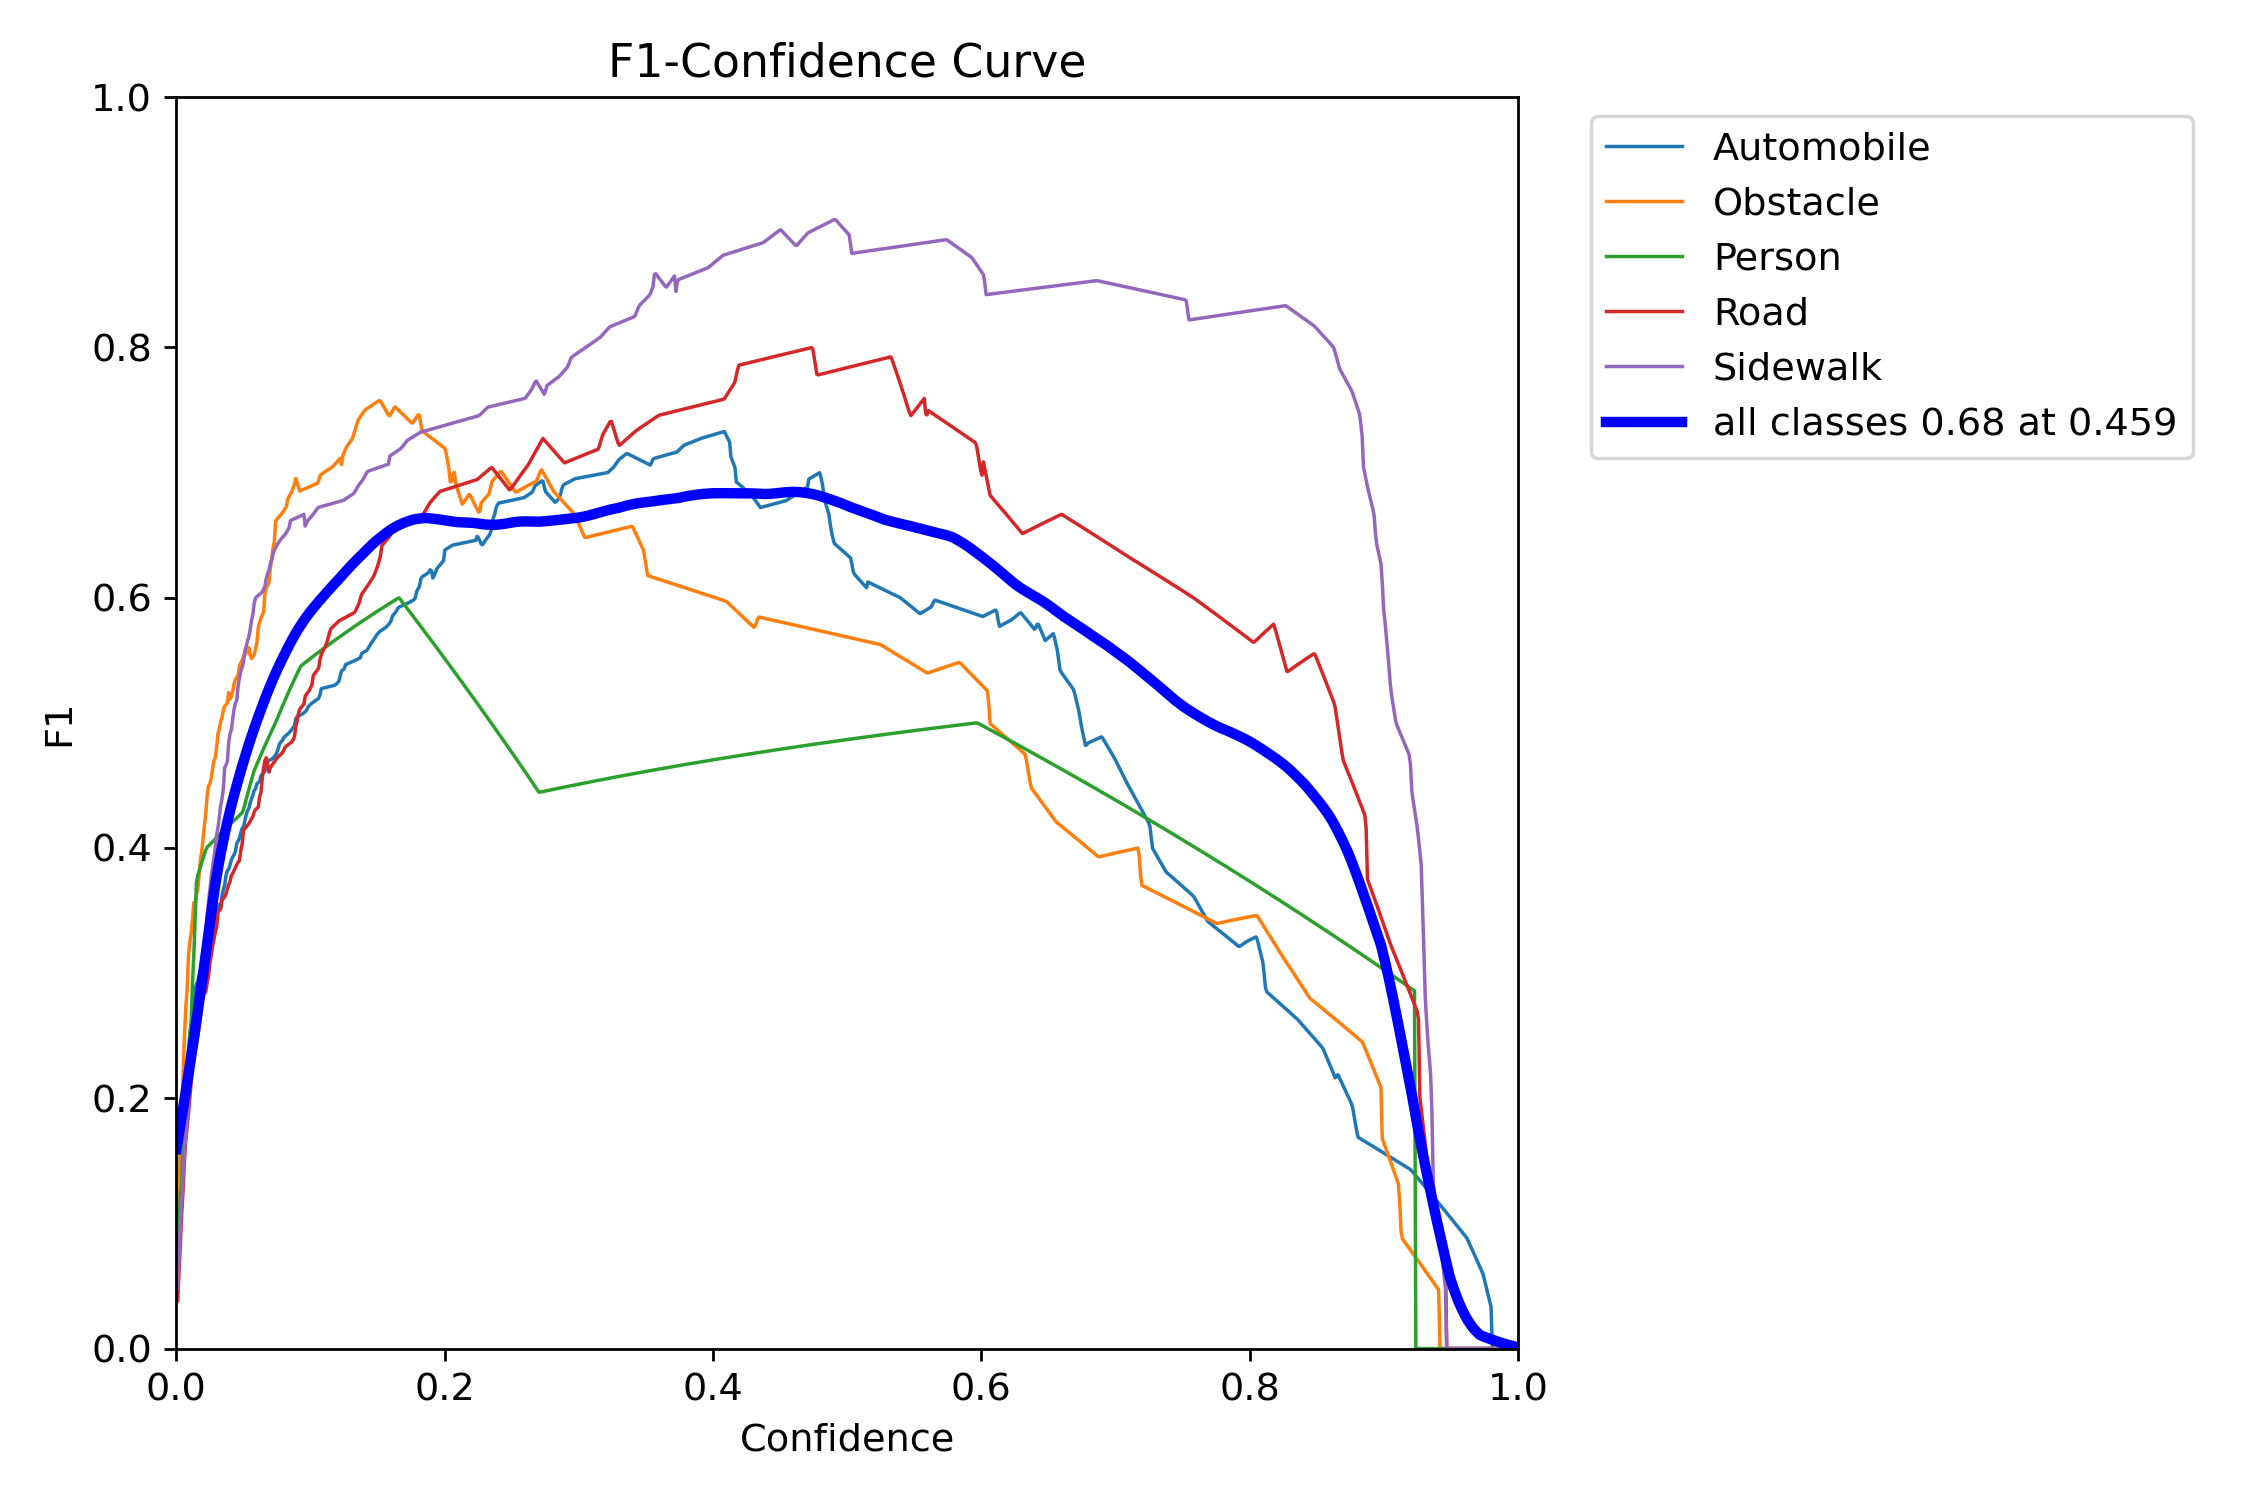 F1-Confidence Curve
1.0
0.8
0.6
0.4
0.2
0.0
F1
0.0 0.2 0.4 0.6 0.8 1.0
Confidence
Automobile
Obstacle
Person
Road
Sidewalk
all classes 0.68 at 0.459